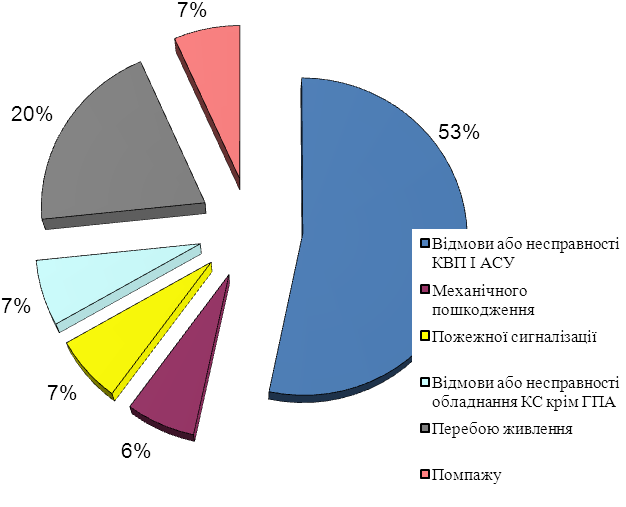 7%
20%
53%
7%
7%
6%
Відмови або несправності
КВП І АСУ
Механічного
пошкодження
Пожежної сигналізації
Відмови або несправності
обладнання КС крім ГПА
Перебою живлення
Помпажу